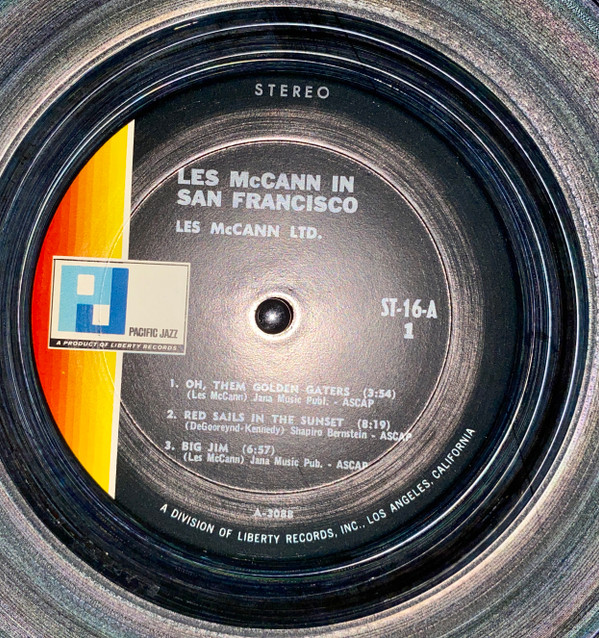 STEREO
LES McCANN IN
SAN FRANCISCO
LES McCANN LTD.
PJ
PACIFIC JAZZ
A PRODUCT OF LIBERTY RECORDS
ST-16-A
1
1. OH, THEM GOLDEN GATERS (3:54)
(Les McCann) Jana Music Publ. - ASCAP
2. RED SAILS IN THE SUNSET (8:19)
(DeGeoreynd-Kennedy) Shapiro Bernstein - ASCAP
3. BIG JIM (6:57)
(Les McCann) Jana Music Pub. - ASCAP
A-3088
A DIVISION OF LIBERTY RECORDS, INC., LOS ANGELES, CALIFORNIA